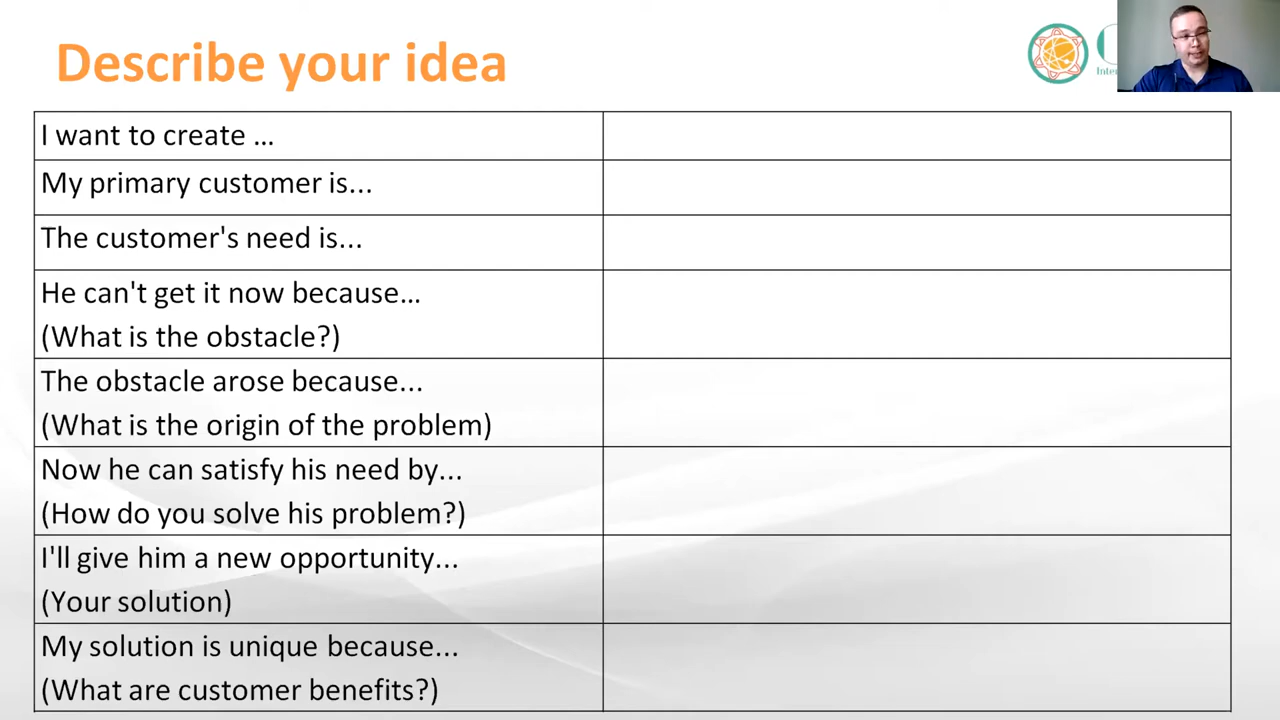 Describe your idea
I want to create ...
My primary customer is...
The customer's need is...
He can't get it now because...
(What is the obstacle?)
The obstacle arose because...
(What is the origin of the problem)
Now he can satisfy his need by...
(How do you solve his problem?)
I'll give him a new opportunity...
(Your solution)
My solution is unique because...
(What are customer benefits?)